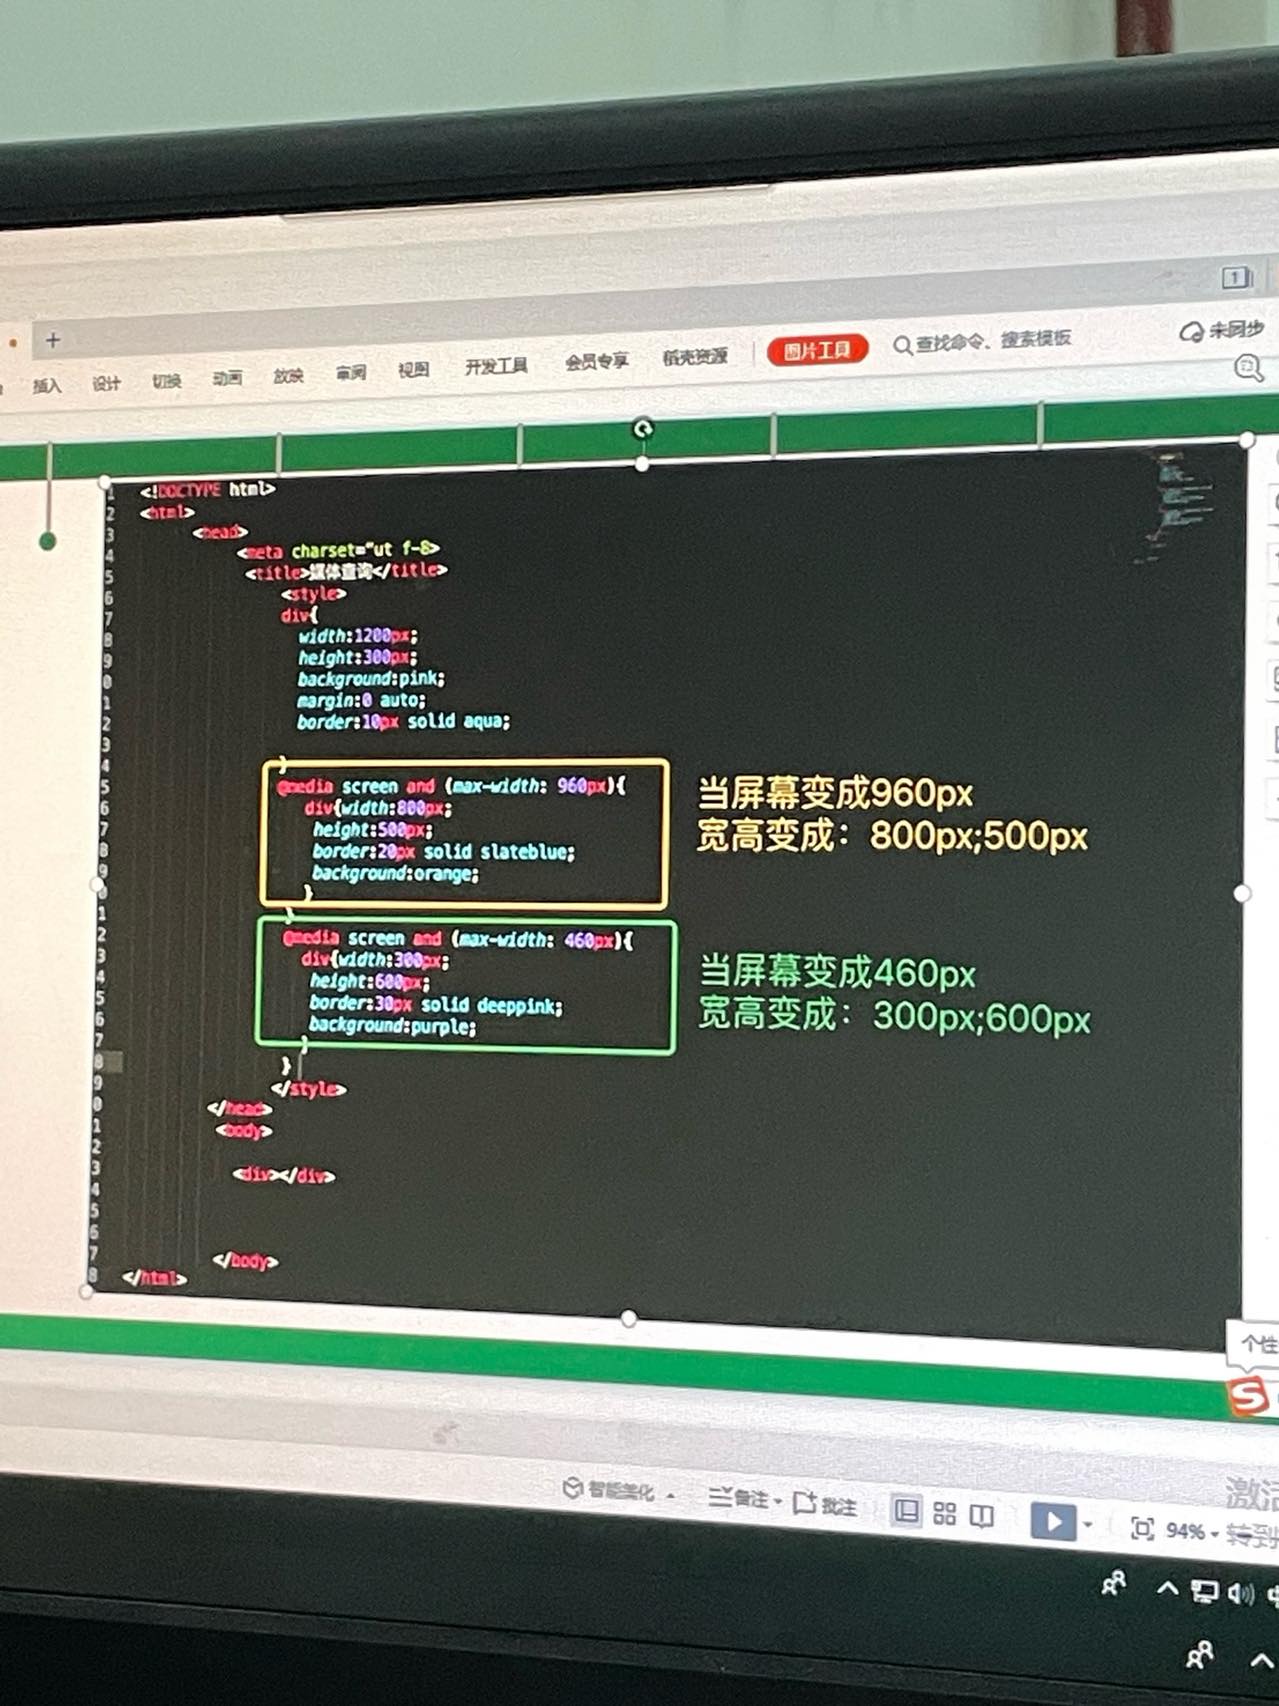 1
+
插入 设计 切换 动画 放映 审阅 视图 开发工具 会员专享 稻壳资源 图片工具 查找命令、搜索模板 未同步
1 <!DOCTYPE html>
2 <html>
3 <head>
4 <meta charset="ut f-8>
5 <title>媒体查询</title>
6 <style>
7 div{
8 width:1200px;
9 height:300px;
0 background:pink;
1 margin:0 auto;
2 border:10px solid aqua;
3
4 }
5 @media screen and (max-width: 960px){
6 div{width:800px;
7 height:500px;
8 border:20px solid slateblue;
9 background:orange;
}
1 }
2 @media screen and (max-width: 460px){
3 div{width:300px;
4 height:600px;
5 border:30px solid deeppink;
6 background:purple;
7 }
8 }
9 </style>
0 </head>
1 <body>
2
3 <div></div>
4
5
6
7 </body>
8 </html>
当屏幕变成960px
宽高变成：800px;500px
当屏幕变成460px
宽高变成：300px;600px
个性
S
智能美化 备注 批注 94%
激活
转到